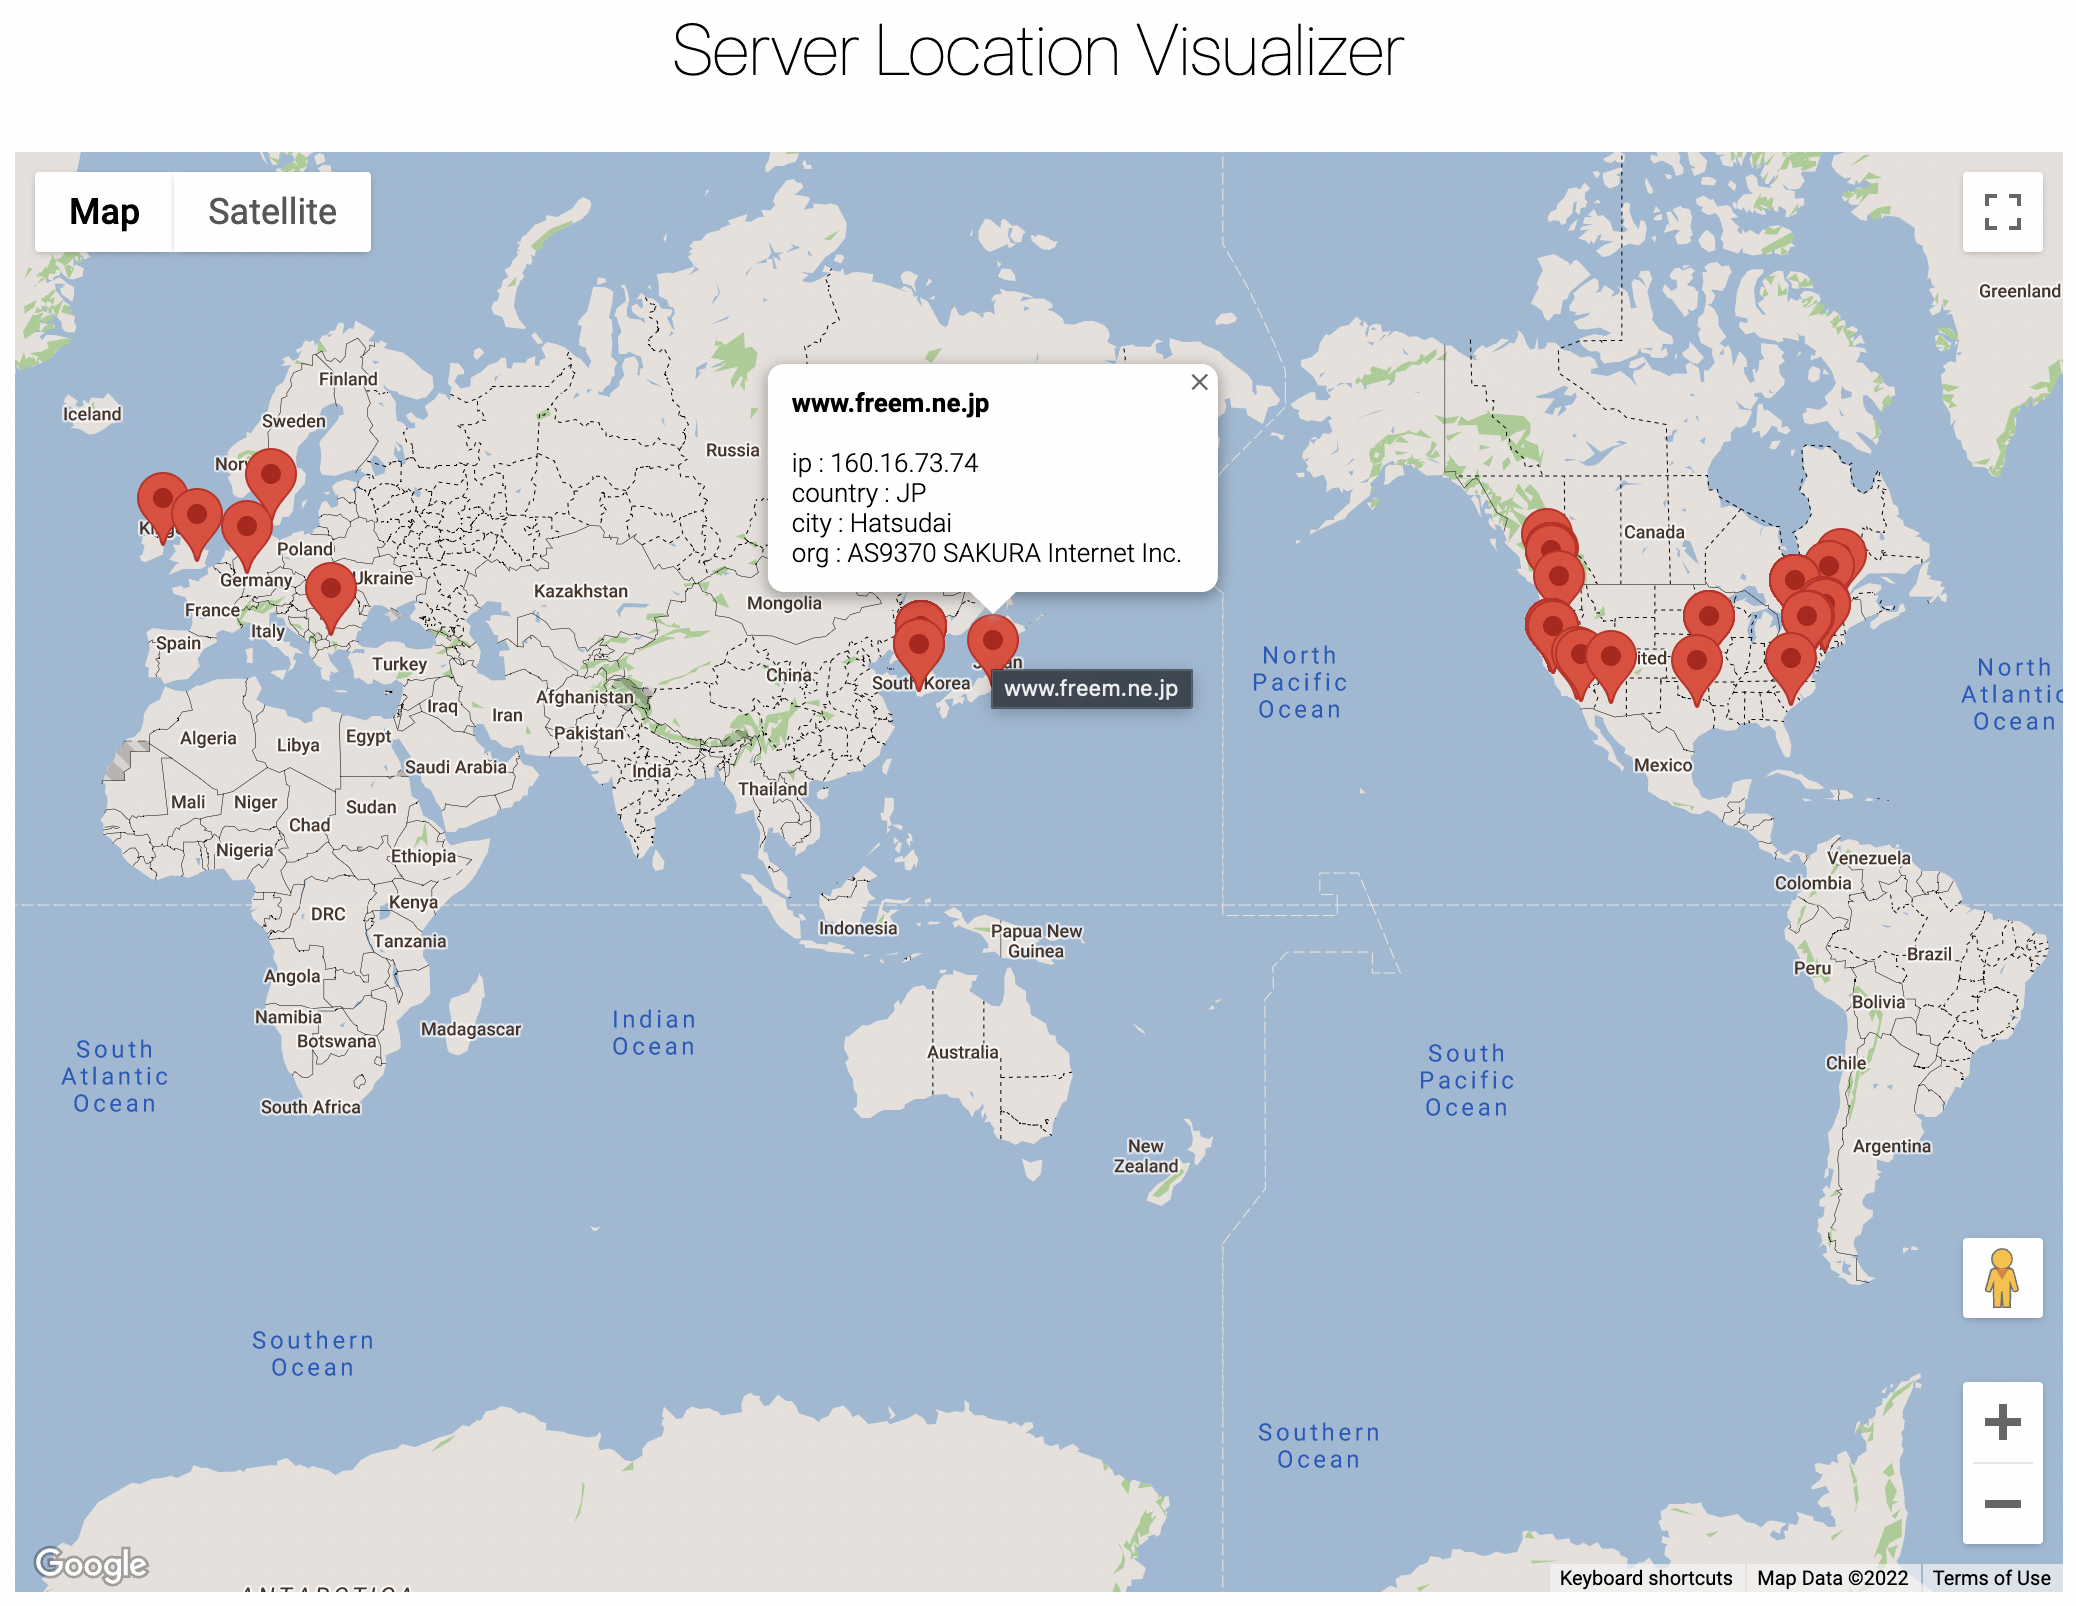 Server Location Visualizer
Map
Satellite
Greenland
Finland
Iceland
Sweden
Russia
www.freem.ne.jp
ip : 160.16.73.74
country : JP
city : Hatsudai
org : AS9370 SAKURA Internet Inc.
Canada
Poland
Germany
Ukraine
Kazakhstan
Mongolia
France
Italy
Spain
Turkey
China
South Korea
www.freem.ne.jp
North
Pacific
Ocean
North
Atlantic
Ocean
Afghanistan
Iraq
Iran
Pakistan
Algeria
Libya
Egypt
Saudi Arabia
India
Thailand
Mexico
Mali
Niger
Sudan
Chad
Nigeria
Ethiopia
Venezuela
Colombia
DRC
Kenya
Tanzania
Indonesia
Papua New
Guinea
Brazil
Peru
Angola
Bolivia
Namibia
Botswana
Madagascar
Indian
Ocean
Australia
Chile
South
Atlantic
Ocean
South
Pacific
Ocean
South Africa
New
Zealand
Argentina
Southern
Ocean
Southern
Ocean
Google
ANTARCTICA
Keyboard shortcuts
Map Data ©2022
Terms of Use